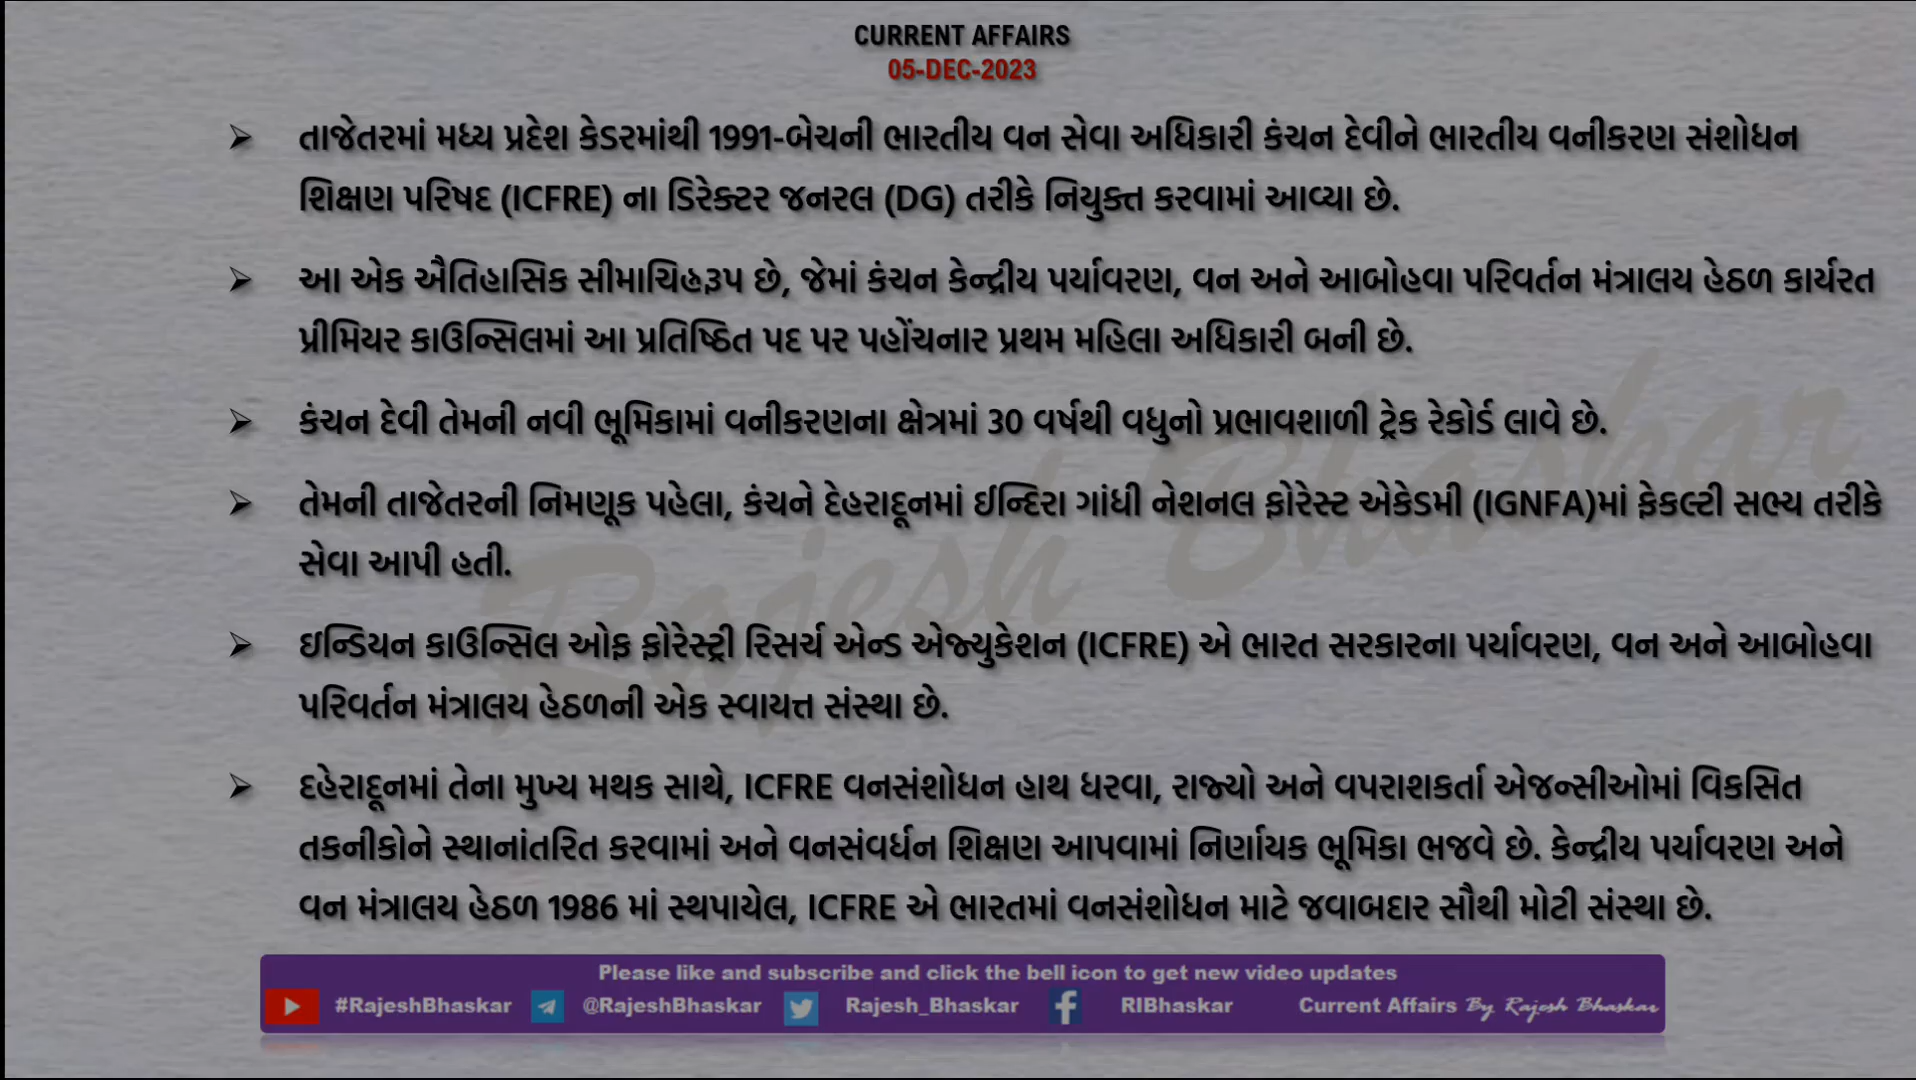 CURRENT AFFAIRS
05-DEC-2023
➢ તાજેતરમાં મધ્ય પ્રદેશ કેડરમાંથી 1991-બેચની ભારતીય વન સેવા અધિકારી કંચન દેવીને ભારતીય વનીકરણ સંશોધન
શિક્ષણ પરિષદ (ICFRE) ના ડિરેક્ટર જનરલ (DG) તરીકે નિયુક્ત કરવામાં આવ્યા છે.
➢ આ એક ઐતિહાસિક સીમાચિહ્નરૂપ છે, જેમાં કંચન કેન્દ્રીય પર્યાવરણ, વન અને આબોહવા પરિવર્તન મંત્રાલય હેઠળ કાર્યરત
પ્રીમિયર કાઉન્સિલમાં આ પ્રતિષ્ઠિત પદ પર પહોંચનાર પ્રથમ મહિલા અધિકારી બની છે.
➢ કંચન દેવી તેમની નવી ભૂમિકામાં વનીકરણના ક્ષેત્રમાં 30 વર્ષથી વધુનો પ્રભાવશાળી ટ્રેક રેકોર્ડ લાવે છે.
➢ તેમની તાજેતરની નિમણૂક પહેલા, કંચને દેહરાદૂનમાં ઈન્દિરા ગાંધી નેશનલ ફોરેસ્ટ એકેડમી (IGNFA)માં ફેકલ્ટી સભ્ય તરીકે
સેવા આપી હતી.
➢ ઇન્ડિયન કાઉન્સિલ ઓફ ફોરેસ્ટ્રી રિસર્ચ એન્ડ એજ્યુકેશન (ICFRE) એ ભારત સરકારના પર્યાવરણ, વન અને આબોહવા
પરિવર્તન મંત્રાલય હેઠળની એક સ્વાયત્ત સંસ્થા છે.
➢ દહેરાદૂનમાં તેના મુખ્ય મથક સાથે, ICFRE વનસંશોધન હાથ ધરવા, રાજ્યો અને વપરાશકર્તા એજન્સીઓમાં વિકસિત
તકનીકોને સ્થાનાંતરિત કરવામાં અને વનસંવર્ધન શિક્ષણ આપવામાં નિર્ણાયક ભૂમિકા ભજવે છે. કેન્દ્રીય પર્યાવરણ અને
વન મંત્રાલય હેઠળ 1986 માં સ્થપાયેલ, ICFRE એ ભારતમાં વનસંશોધન માટે જવાબદાર સૌથી મોટી સંસ્થા છે.
Rajesh Bhaskar
Please like and subscribe and click the bell icon to get new video updates
#RajeshBhaskar @RajeshBhaskar Rajesh_Bhaskar RIBhaskar Current Affairs By Rajesh Bhaskar